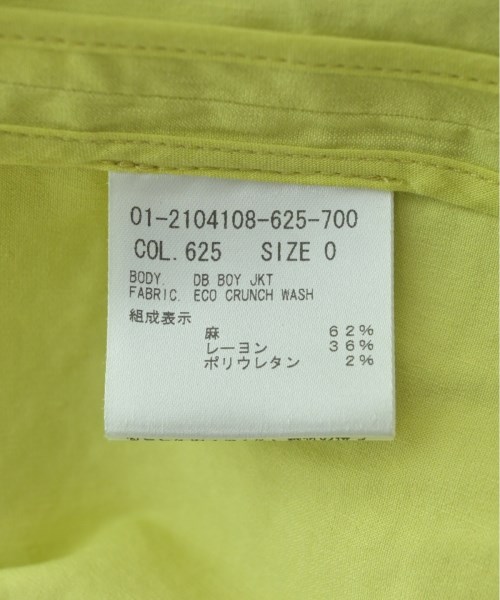 01-2104108-625-700
COL. 625 SIZE 0
BODY. DB BOY JKT
FABRIC. ECO CRUNCH WASH
組成表示
麻 62%
レーヨン 36%
ポリウレタン 2%